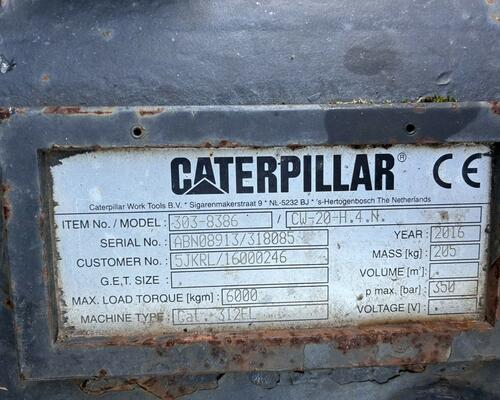 CATERPILLAR® CE
Caterpillar Work Tools B.V. * Sigarenmakerstraat 9 * NL-5232 BJ * 's-Hertogenbosch The Netherlands
ITEM No. / MODEL : 303-8386 / CW-20-H.4.N.
SERIAL No. : ABN08913/318085 YEAR : 2016
CUSTOMER No. : 5JKRL/16000246 MASS [kg] : 205
G.E.T. SIZE : VOLUME [m³] :
MAX. LOAD TORQUE [kgm] : 6000 p max. [bar] : 350
MACHINE TYPE : Cat. 312EL VOLTAGE [V] :